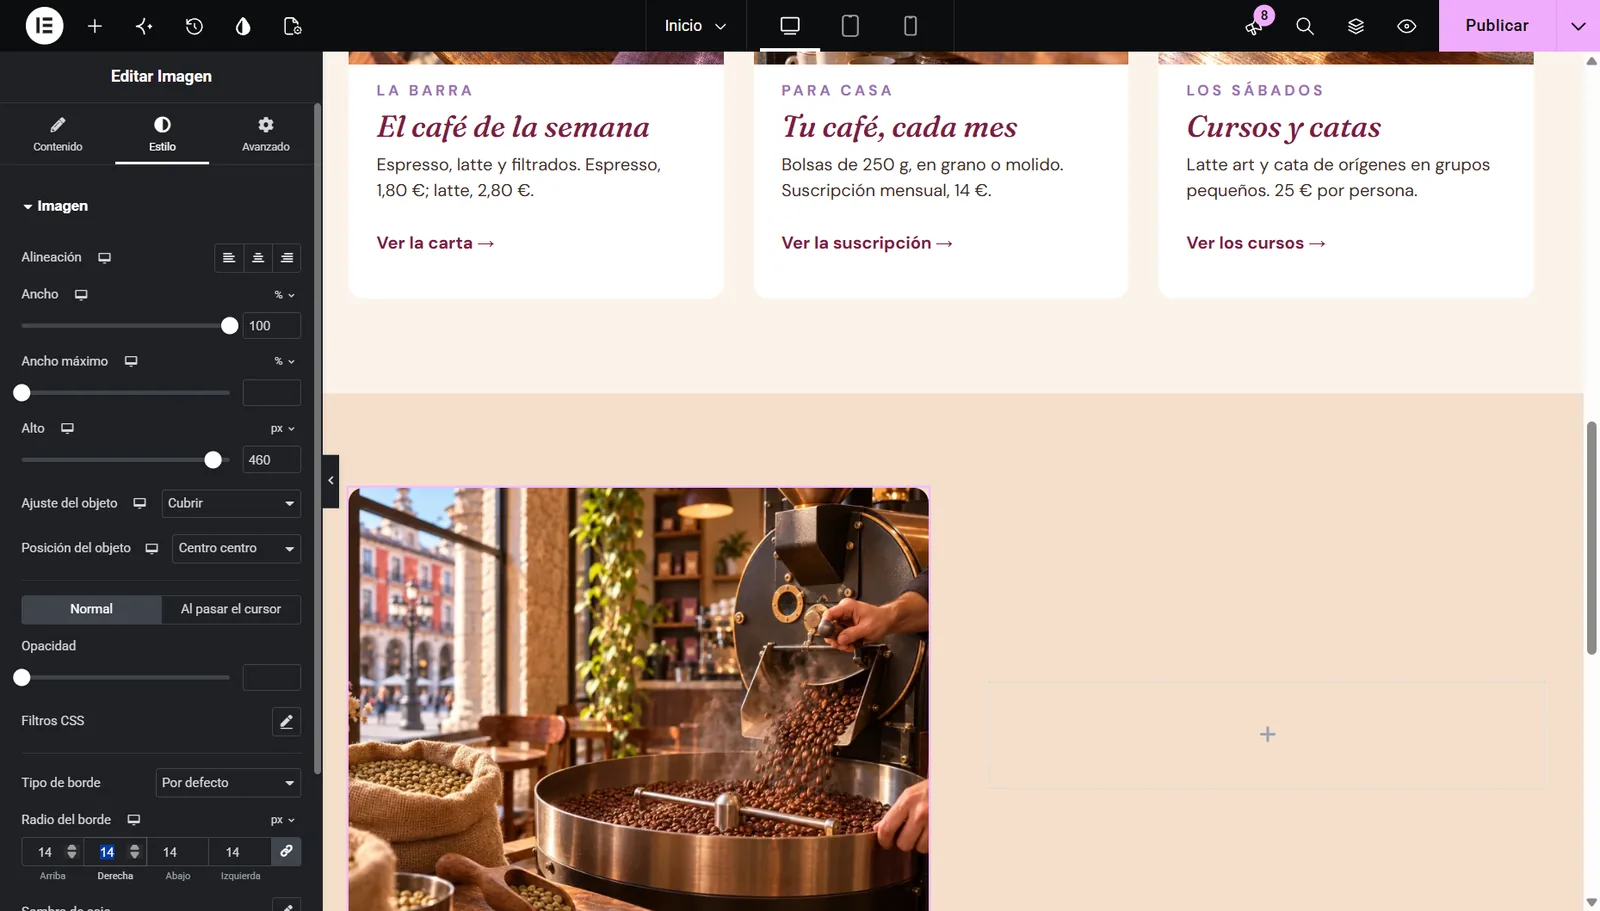 Inicio
8
Publicar
Editar Imagen
Contenido
Estilo
Avanzado
Imagen
Alineación
Ancho
%
100
Ancho máximo
%
Alto
px
460
Ajuste del objeto
Cubrir
Posición del objeto
Centro centro
Normal
Al pasar el cursor
Opacidad
Filtros CSS
Tipo de borde
Por defecto
Radio del borde
px
14
14
14
14
Arriba
Derecha
Abajo
Izquierda
LA BARRA
El café de la semana
Espresso, latte y filtrados. Espresso,
1,80 €; latte, 2,80 €.
Ver la carta →
PARA CASA
Tu café, cada mes
Bolsas de 250 g, en grano o molido.
Suscripción mensual, 14 €.
Ver la suscripción →
LOS SÁBADOS
Cursos y catas
Latte art y cata de orígenes en grupos
pequeños. 25 € por persona.
Ver los cursos →